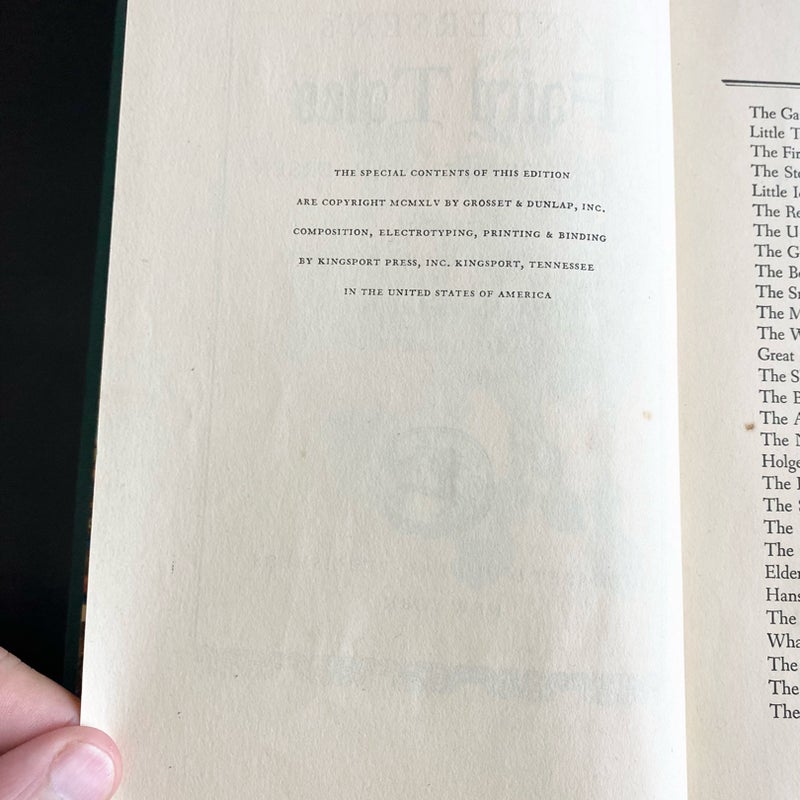 THE SPECIAL CONTENTS OF THIS EDITION
ARE COPYRIGHT MCMXLV BY GROSSET & DUNLAP, INC.
COMPOSITION, ELECTROTYPING, PRINTING & BINDING
BY KINGSPORT PRESS, INC. KINGSPORT, TENNESSEE
IN THE UNITED STATES OF AMERICA
The Ga
Little T
The Fir
The Sto
Little I
The Re
The U
The G
The Be
The Sn
The M
The W
Great
The S
The B
The A
The N
Holge
The
The S
The
The
Elder
Hans
The
Wha
The
The
The